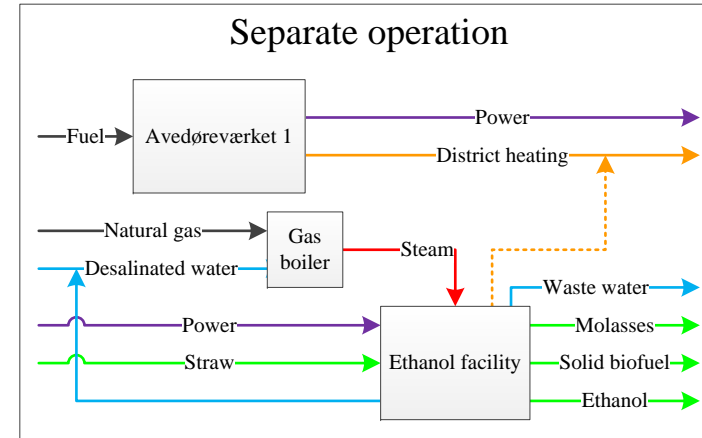 Separate operation
Power
Fuel
Avedøreværket 1
District heating
Natural gas
Gas
boiler
Steam
Desalinated water
Waste water
Power
Molasses
Straw
Ethanol facility
Solid biofuel
Ethanol